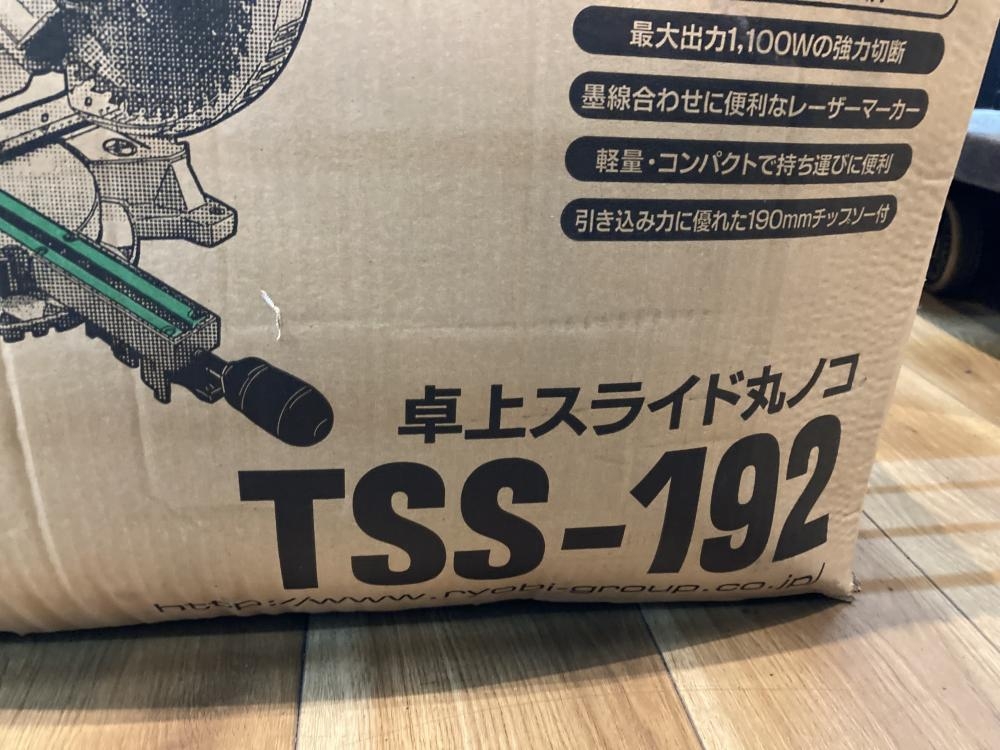 最大出力1,100Wの強力切断
墨線合わせに便利なレーザーマーカー
軽量・コンパクトで持ち運びに便利
引き込み力に優れた190mmチップソー付
卓上スライド丸ノコ
TSS-192
http://www.ryobi-group.co.jp/